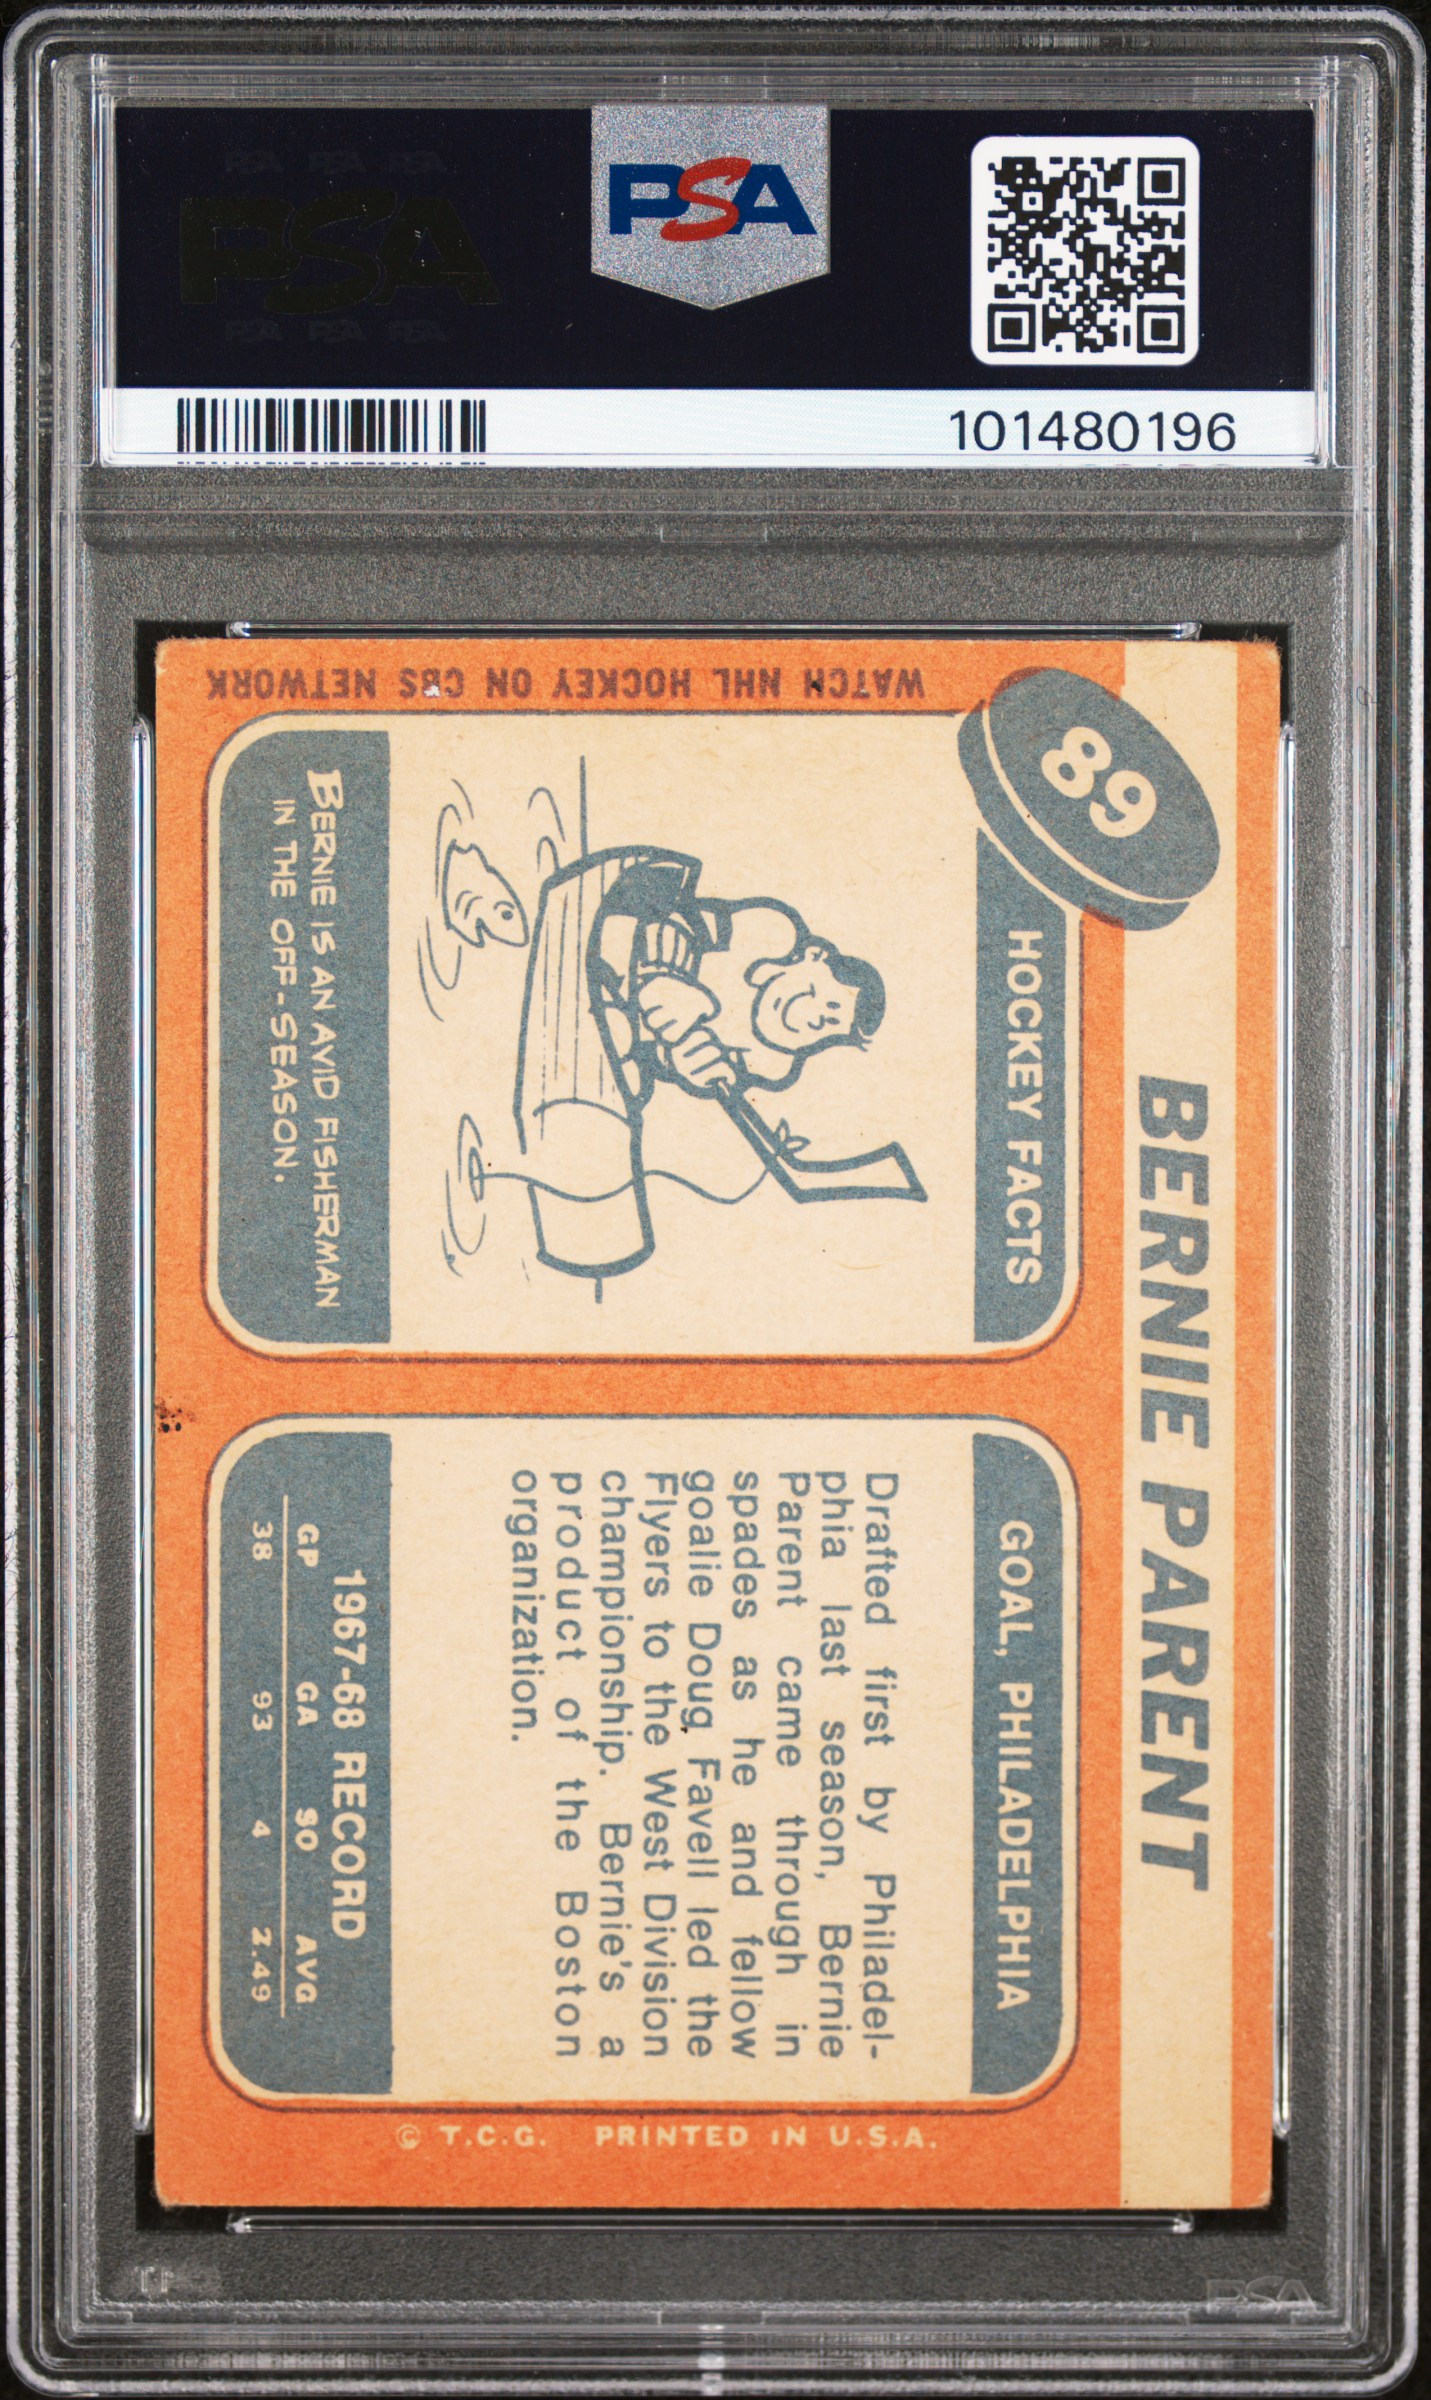 PSA
101480196
WATCH NHL HOCKEY ON CBS NETWORK
89
BERNIE PARENT
HOCKEY FACTS
BERNIE IS AN AVID FISHERMAN
IN THE OFF-SEASON.
GOAL, PHILADELPHIA
Drafted first by Philadel-
phia last season, Bernie
Parent came through in
spades as he and fellow
goalie Doug Favell led the
Flyers to the West Division
championship. Bernie's a
product of the Boston
organization.
1967-68 RECORD
GP GA SO AVG
38 93 4 2.49
© T.C.G. PRINTED IN U.S.A.
PSA